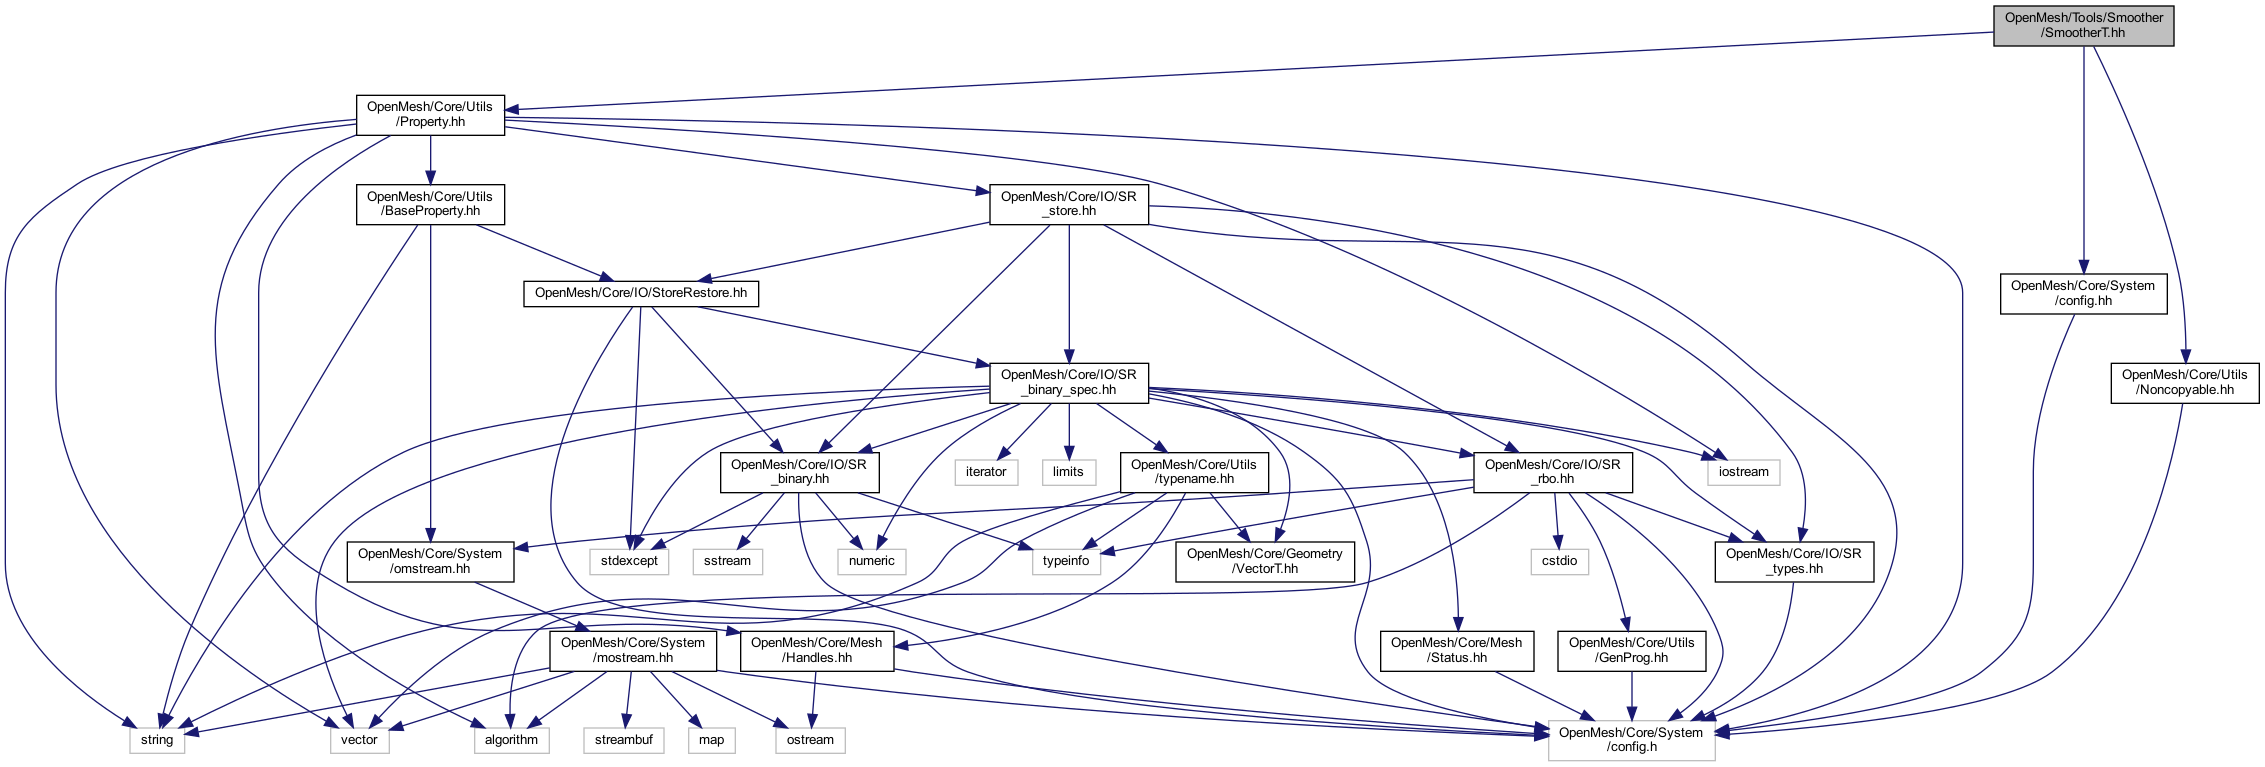 OpenMesh/Tools/Smoother
/SmootherT.hh
OpenMesh/Core/Utils
/Property.hh
OpenMesh/Core/Utils
/BaseProperty.hh
OpenMesh/Core/IO/SR
_store.hh
OpenMesh/Core/IO/StoreRestore.hh
OpenMesh/Core/System
/config.hh
OpenMesh/Core/IO/SR
_binary_spec.hh
OpenMesh/Core/Utils
/Noncopyable.hh
OpenMesh/Core/IO/SR
_binary.hh
iterator
limits
OpenMesh/Core/Utils
/typename.hh
OpenMesh/Core/IO/SR
_rbo.hh
iostream
OpenMesh/Core/System
/omstream.hh
stdexcept
sstream
numeric
typeinfo
OpenMesh/Core/Geometry
/VectorT.hh
cstdio
OpenMesh/Core/IO/SR
_types.hh
OpenMesh/Core/System
/mostream.hh
OpenMesh/Core/Mesh
/Handles.hh
OpenMesh/Core/Mesh
/Status.hh
OpenMesh/Core/Utils
/GenProg.hh
string
vector
algorithm
streambuf
map
ostream
OpenMesh/Core/System
/config.h